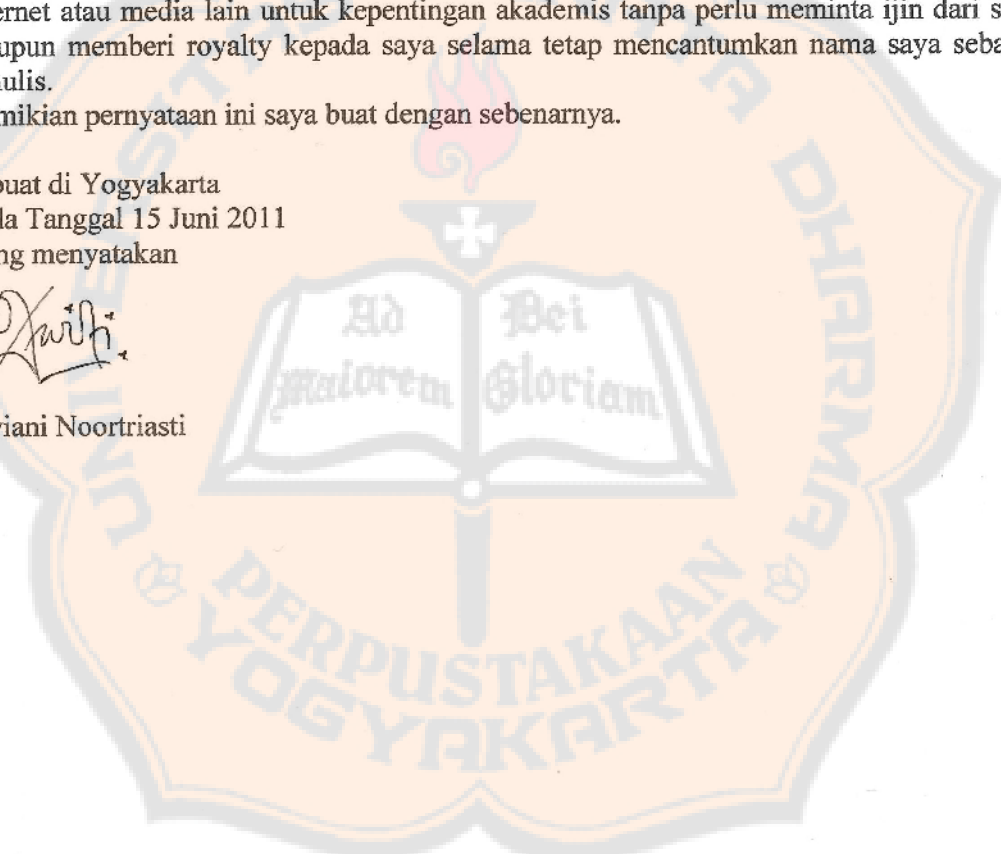 ernet atau media lain untuk kepentingan akademis tanpa perlu meminta ijin dari s
upun memberi royalty kepada saya selama tetap mencantumkan nama saya seba
ulis.
mikian pernyataan ini saya buat dengan sebenarnya.
buat di Yogyakarta
da Tanggal 15 Juni 2011
ng menyatakan
iani Noortriasti
Ad Dei
Maiorem Gloriam
UNIVERSITAS DHARMA
PERPUSTAKAAN
YOGYAKARTA